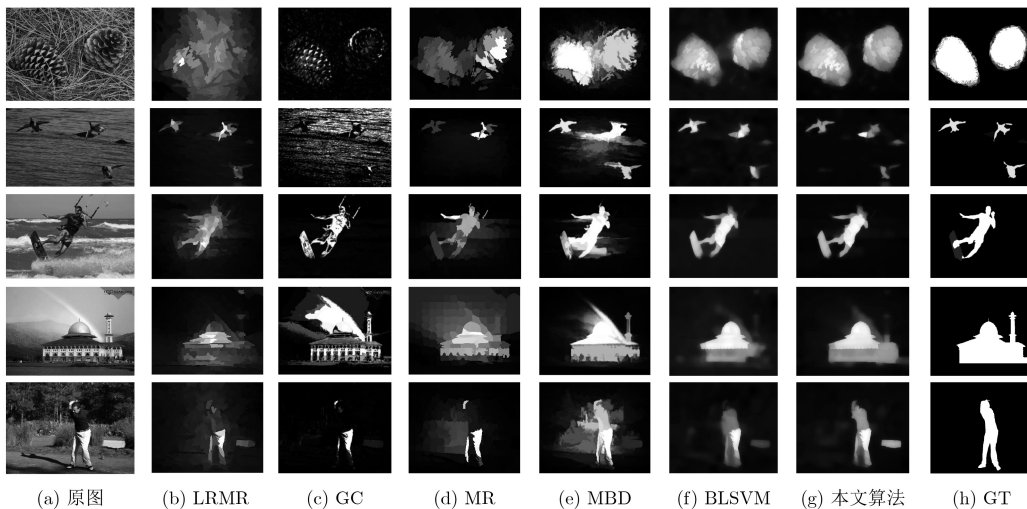 (a) 原图 (b) LRMR (c) GC (d) MR (e) MBD (f) BLSVM (g) 本文算法 (h) GT